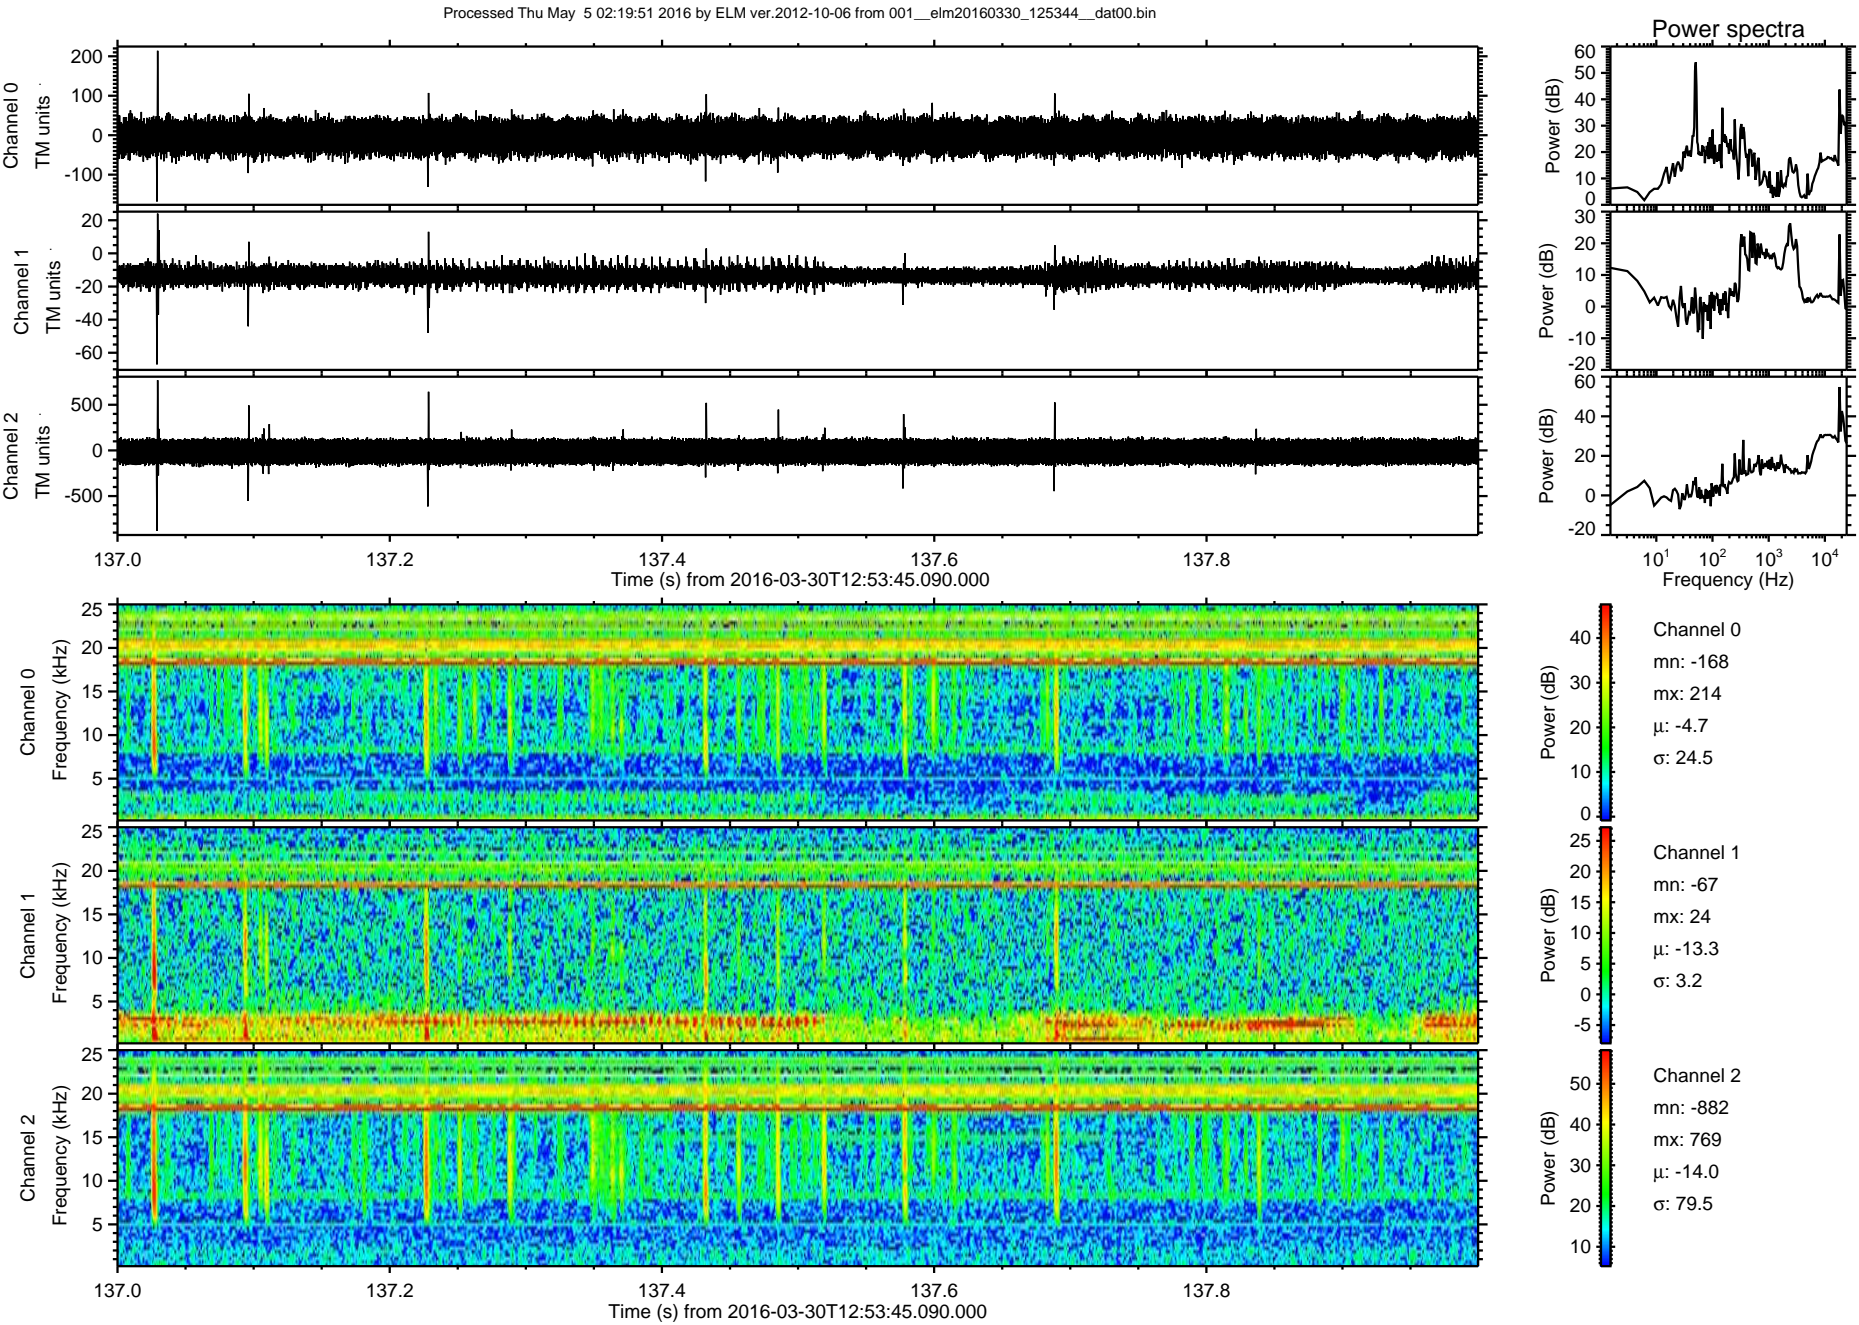 Processed Thu May 5 02:19:51 2016 by ELM ver.2012-10-06 from 001__elm20160330_125344__dat00.bin
Power spectra
Channel 0
TM units
200
100
0
-100
Power (dB)
60
50
40
30
20
10
0
Channel 1
TM units
20
0
-20
-40
-60
Power (dB)
30
20
10
0
-10
-20
Channel 2
TM units
500
0
-500
Power (dB)
60
40
20
0
-20
137.0 137.2 137.4 137.6 137.8
Time (s) from 2016-03-30T12:53:45.090.000
10¹ 10² 10³ 10⁴
Frequency (Hz)
Channel 0
Frequency (kHz)
25
20
15
10
5
Power (dB)
40
30
20
10
0
Channel 0
mn: -168
mx: 214
μ: -4.7
σ: 24.5
Channel 1
Frequency (kHz)
25
20
15
10
5
Power (dB)
25
20
15
10
5
0
-5
Channel 1
mn: -67
mx: 24
μ: -13.3
σ: 3.2
Channel 2
Frequency (kHz)
25
20
15
10
5
Power (dB)
50
40
30
20
10
Channel 2
mn: -882
mx: 769
μ: -14.0
σ: 79.5
137.0 137.2 137.4 137.6 137.8
Time (s) from 2016-03-30T12:53:45.090.000